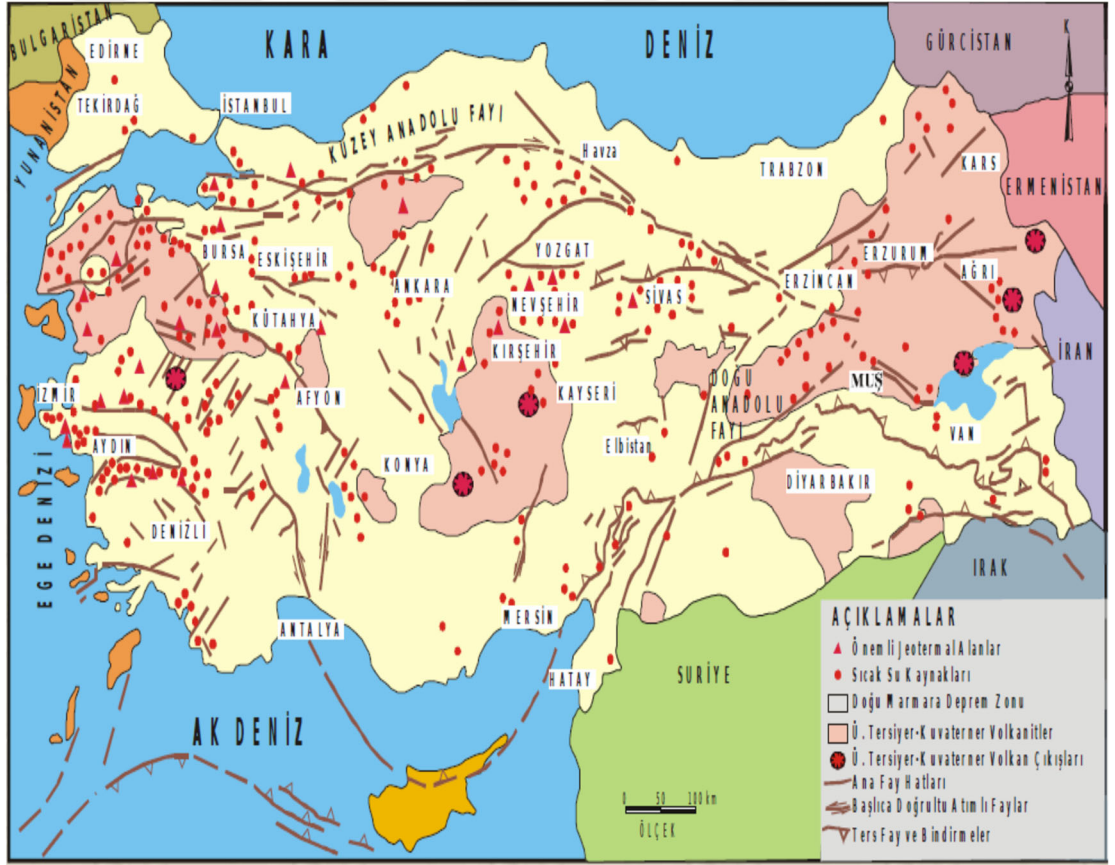 BULGARİSTAN
EDİRNE
KARA
DENİZ
GÜRCİSTAN
K
YUNANİSTAN
TEKİRDAĞ
İSTANBUL
KUZEY ANADOLU FAYI
Havza
TRABZON
KARS
ERMENİSTAN
BURSA
ESKİŞEHİR
ANKARA
YOZGAT
ERZURUM
ERZİNCAN
AĞRI
NEVŞEHİR
SİVAS
KÜTAHYA
KIRŞEHİR
İRAN
İZMİR
AFYON
KAYSERİ
DOĞU
ANADOLU
FAYI
MUŞ
VAN
AYDIN
Elbistan
KONYA
DİYARBAKIR
EGE DENİZİ
DENİZLİ
IRAK
ANTALYA
MERSİN
HATAY
SURİYE
AK DENİZ
0 50 100 km
ÖLÇEK
AÇIKLAMALAR
Önemli Jeotermal Alanlar
Sıcak Su Kaynakları
Doğu Marmara Deprem Zonu
Ü. Tersiyer-Kuvaterner Volkanitler
Ü. Tersiyer-Kuvaterner Volkan Çıkışları
Ana Fay Hatları
Başlıca Doğrultu Atımlı Faylar
Ters Fay ve Bindirmeler